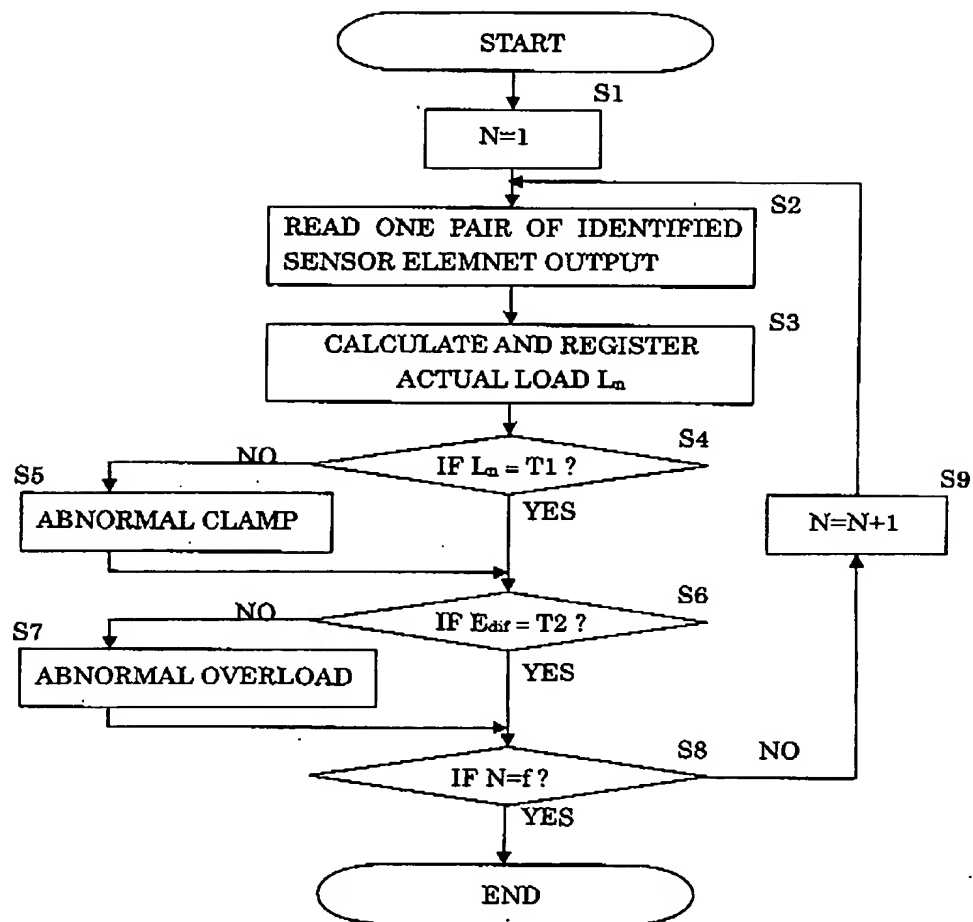 START
S1
N=1
S2
READ ONE PAIR OF IDENTIFIED
SENSOR ELEMNET OUTPUT
S3
CALCULATE AND REGISTER
ACTUAL LOAD Ln
S4
NO
IF Ln = T1 ?
S5
YES
ABNORMAL CLAMP
S9
N=N+1
S6
NO
IF Edif = T2 ?
S7
YES
ABNORMAL OVERLOAD
S8
NO
IF N=f ?
YES
END